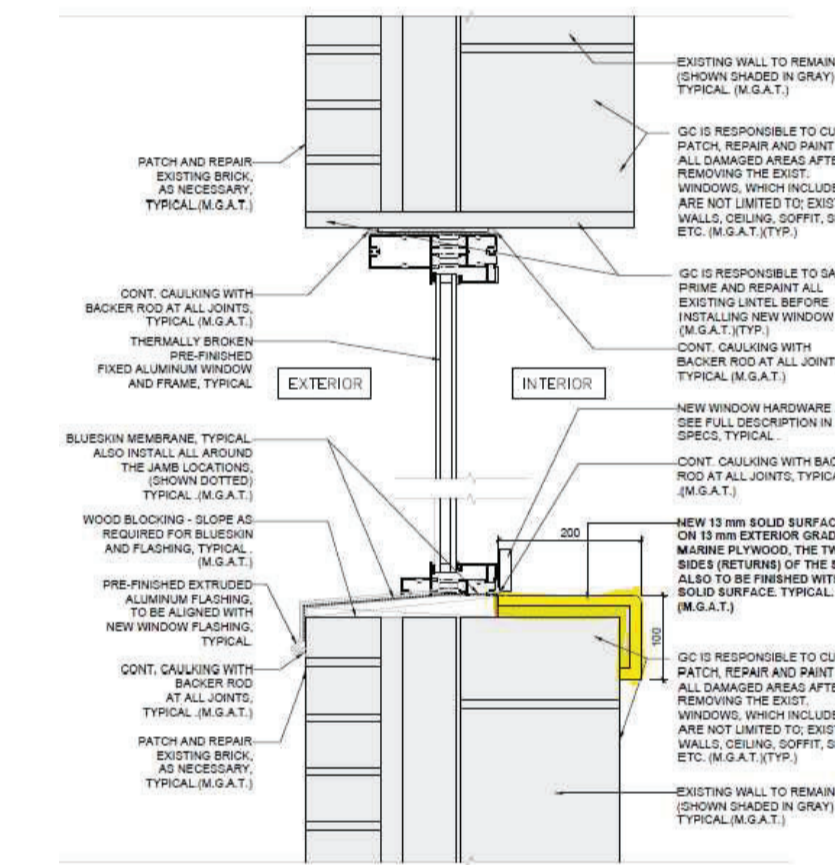 PATCH AND REPAIR
EXISTING BRICK,
AS NECESSARY,
TYPICAL.(M.G.A.T.)
CONT. CAULKING WITH
BACKER ROD AT ALL JOINTS,
TYPICAL (M.G.A.T.)
THERMALLY BROKEN
PRE-FINISHED
FIXED ALUMINUM WINDOW
AND FRAME, TYPICAL
BLUESKIN MEMBRANE, TYPICAL.
ALSO INSTALL ALL AROUND
THE JAMB LOCATIONS,
(SHOWN DOTTED)
TYPICAL .(M.G.A.T.)
WOOD BLOCKING - SLOPE AS
REQUIRED FOR BLUESKIN
AND FLASHING, TYPICAL .
(M.G.A.T.)
PRE-FINISHED EXTRUDED
ALUMINUM FLASHING,
TO BE ALIGNED WITH
NEW WINDOW FLASHING,
TYPICAL
CONT. CAULKING WITH
BACKER ROD
AT ALL JOINTS,
TYPICAL .(M.G.A.T.)
PATCH AND REPAIR
EXISTING BRICK,
AS NECESSARY,
TYPICAL.(M.G.A.T.)
EXTERIOR
INTERIOR
200
100
EXISTING WALL TO REMAIN
(SHOWN SHADED IN GRAY)
TYPICAL. (M.G.A.T.)
GC IS RESPONSIBLE TO CU
PATCH, REPAIR AND PAINT
ALL DAMAGED AREAS AFTE
REMOVING THE EXIST.
WINDOWS, WHICH INCLUDE
ARE NOT LIMITED TO; EXIST
WALLS, CEILING, SOFFIT, S
ETC. (M.G.A.T.)(TYP.)
GC IS RESPONSIBLE TO SA
PRIME AND REPAINT ALL
EXISTING LINTEL BEFORE
INSTALLING NEW WINDOW
(M.G.A.T.)(TYP.)
CONT. CAULKING WITH
BACKER ROD AT ALL JOINT
TYPICAL (M.G.A.T.)
NEW WINDOW HARDWARE
SEE FULL DESCRIPTION IN
SPECS, TYPICAL .
CONT. CAULKING WITH BAC
ROD AT ALL JOINTS, TYPICA
.(M.G.A.T.)
NEW 13 mm SOLID SURFAC
ON 13 mm EXTERIOR GRAD
MARINE PLYWOOD, THE TW
SIDES (RETURNS) OF THE S
ALSO TO BE FINISHED WIT
SOLID SURFACE. TYPICAL.
(M.G.A.T.)
GC IS RESPONSIBLE TO CU
PATCH, REPAIR AND PAINT
ALL DAMAGED AREAS AFTE
REMOVING THE EXIST.
WINDOWS, WHICH INCLUDE
ARE NOT LIMITED TO; EXIST
WALLS, CEILING, SOFFIT, S
ETC. (M.G.A.T.)(TYP.)
EXISTING WALL TO REMAIN
(SHOWN SHADED IN GRAY)
TYPICAL.(M.G.A.T.)